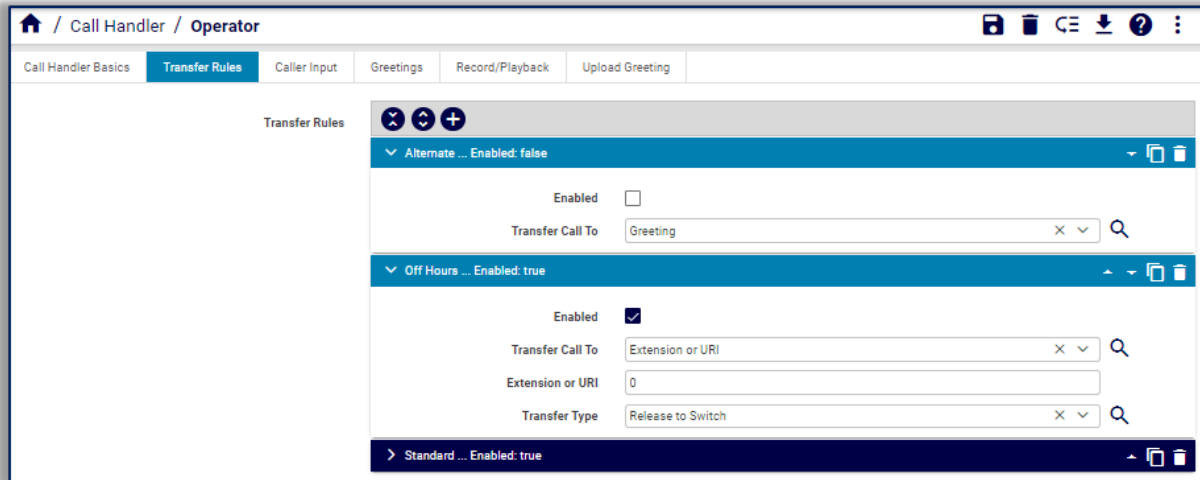 / Call Handler / Operator
Call Handler Basics Transfer Rules Caller Input Greetings Record/Playback Upload Greeting
Transfer Rules
Alternate ... Enabled: false
Enabled
Transfer Call To Greeting
Off Hours ... Enabled: true
Enabled
Transfer Call To Extension or URI
Extension or URI 0
Transfer Type Release to Switch
Standard ... Enabled: true